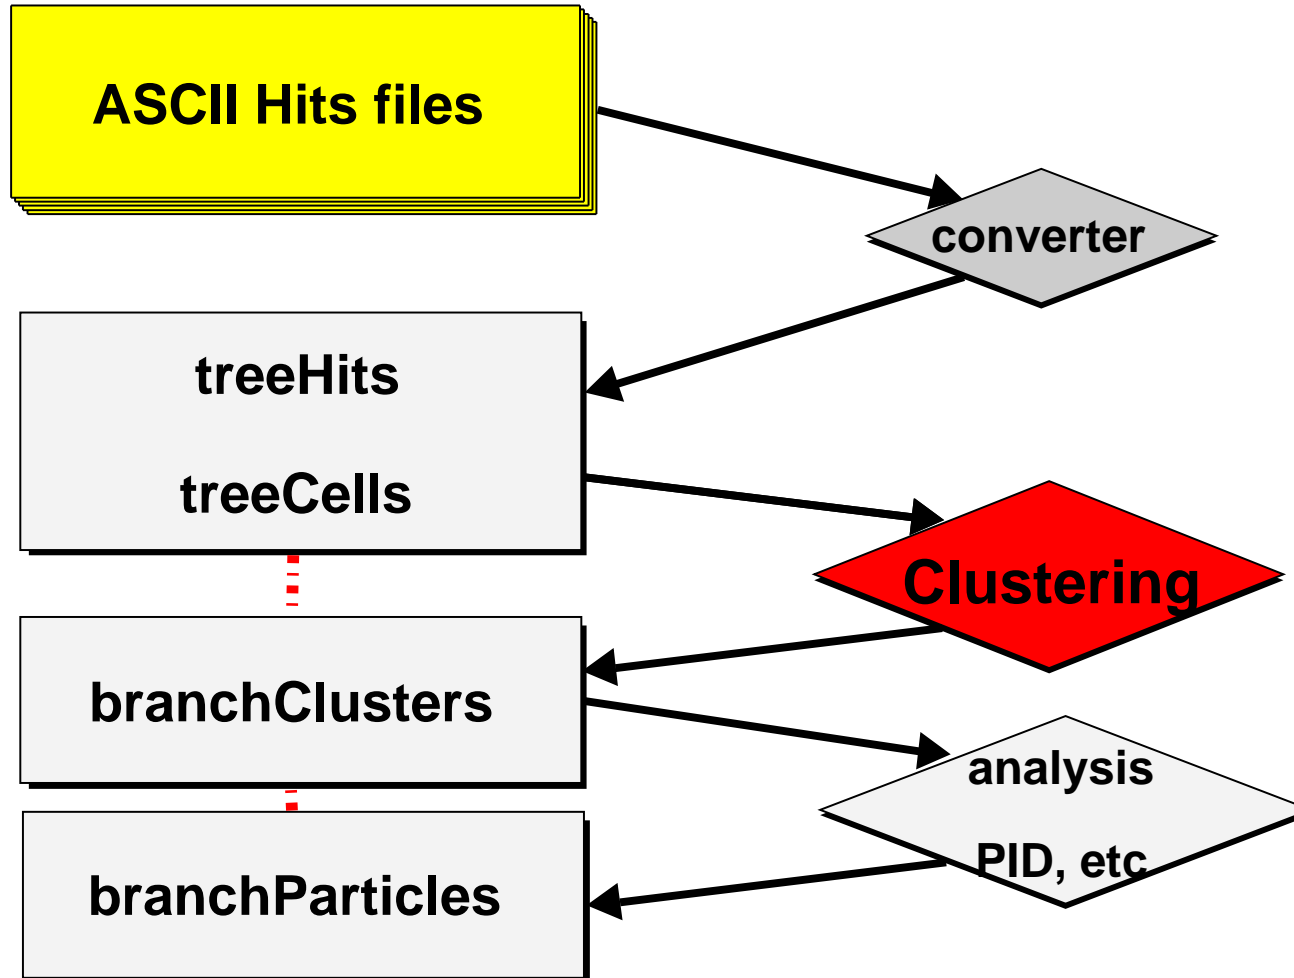 ASCII Hits files
converter
treeHits
treeCells
Clustering
branchClusters
analysis
PID, etc
branchParticles